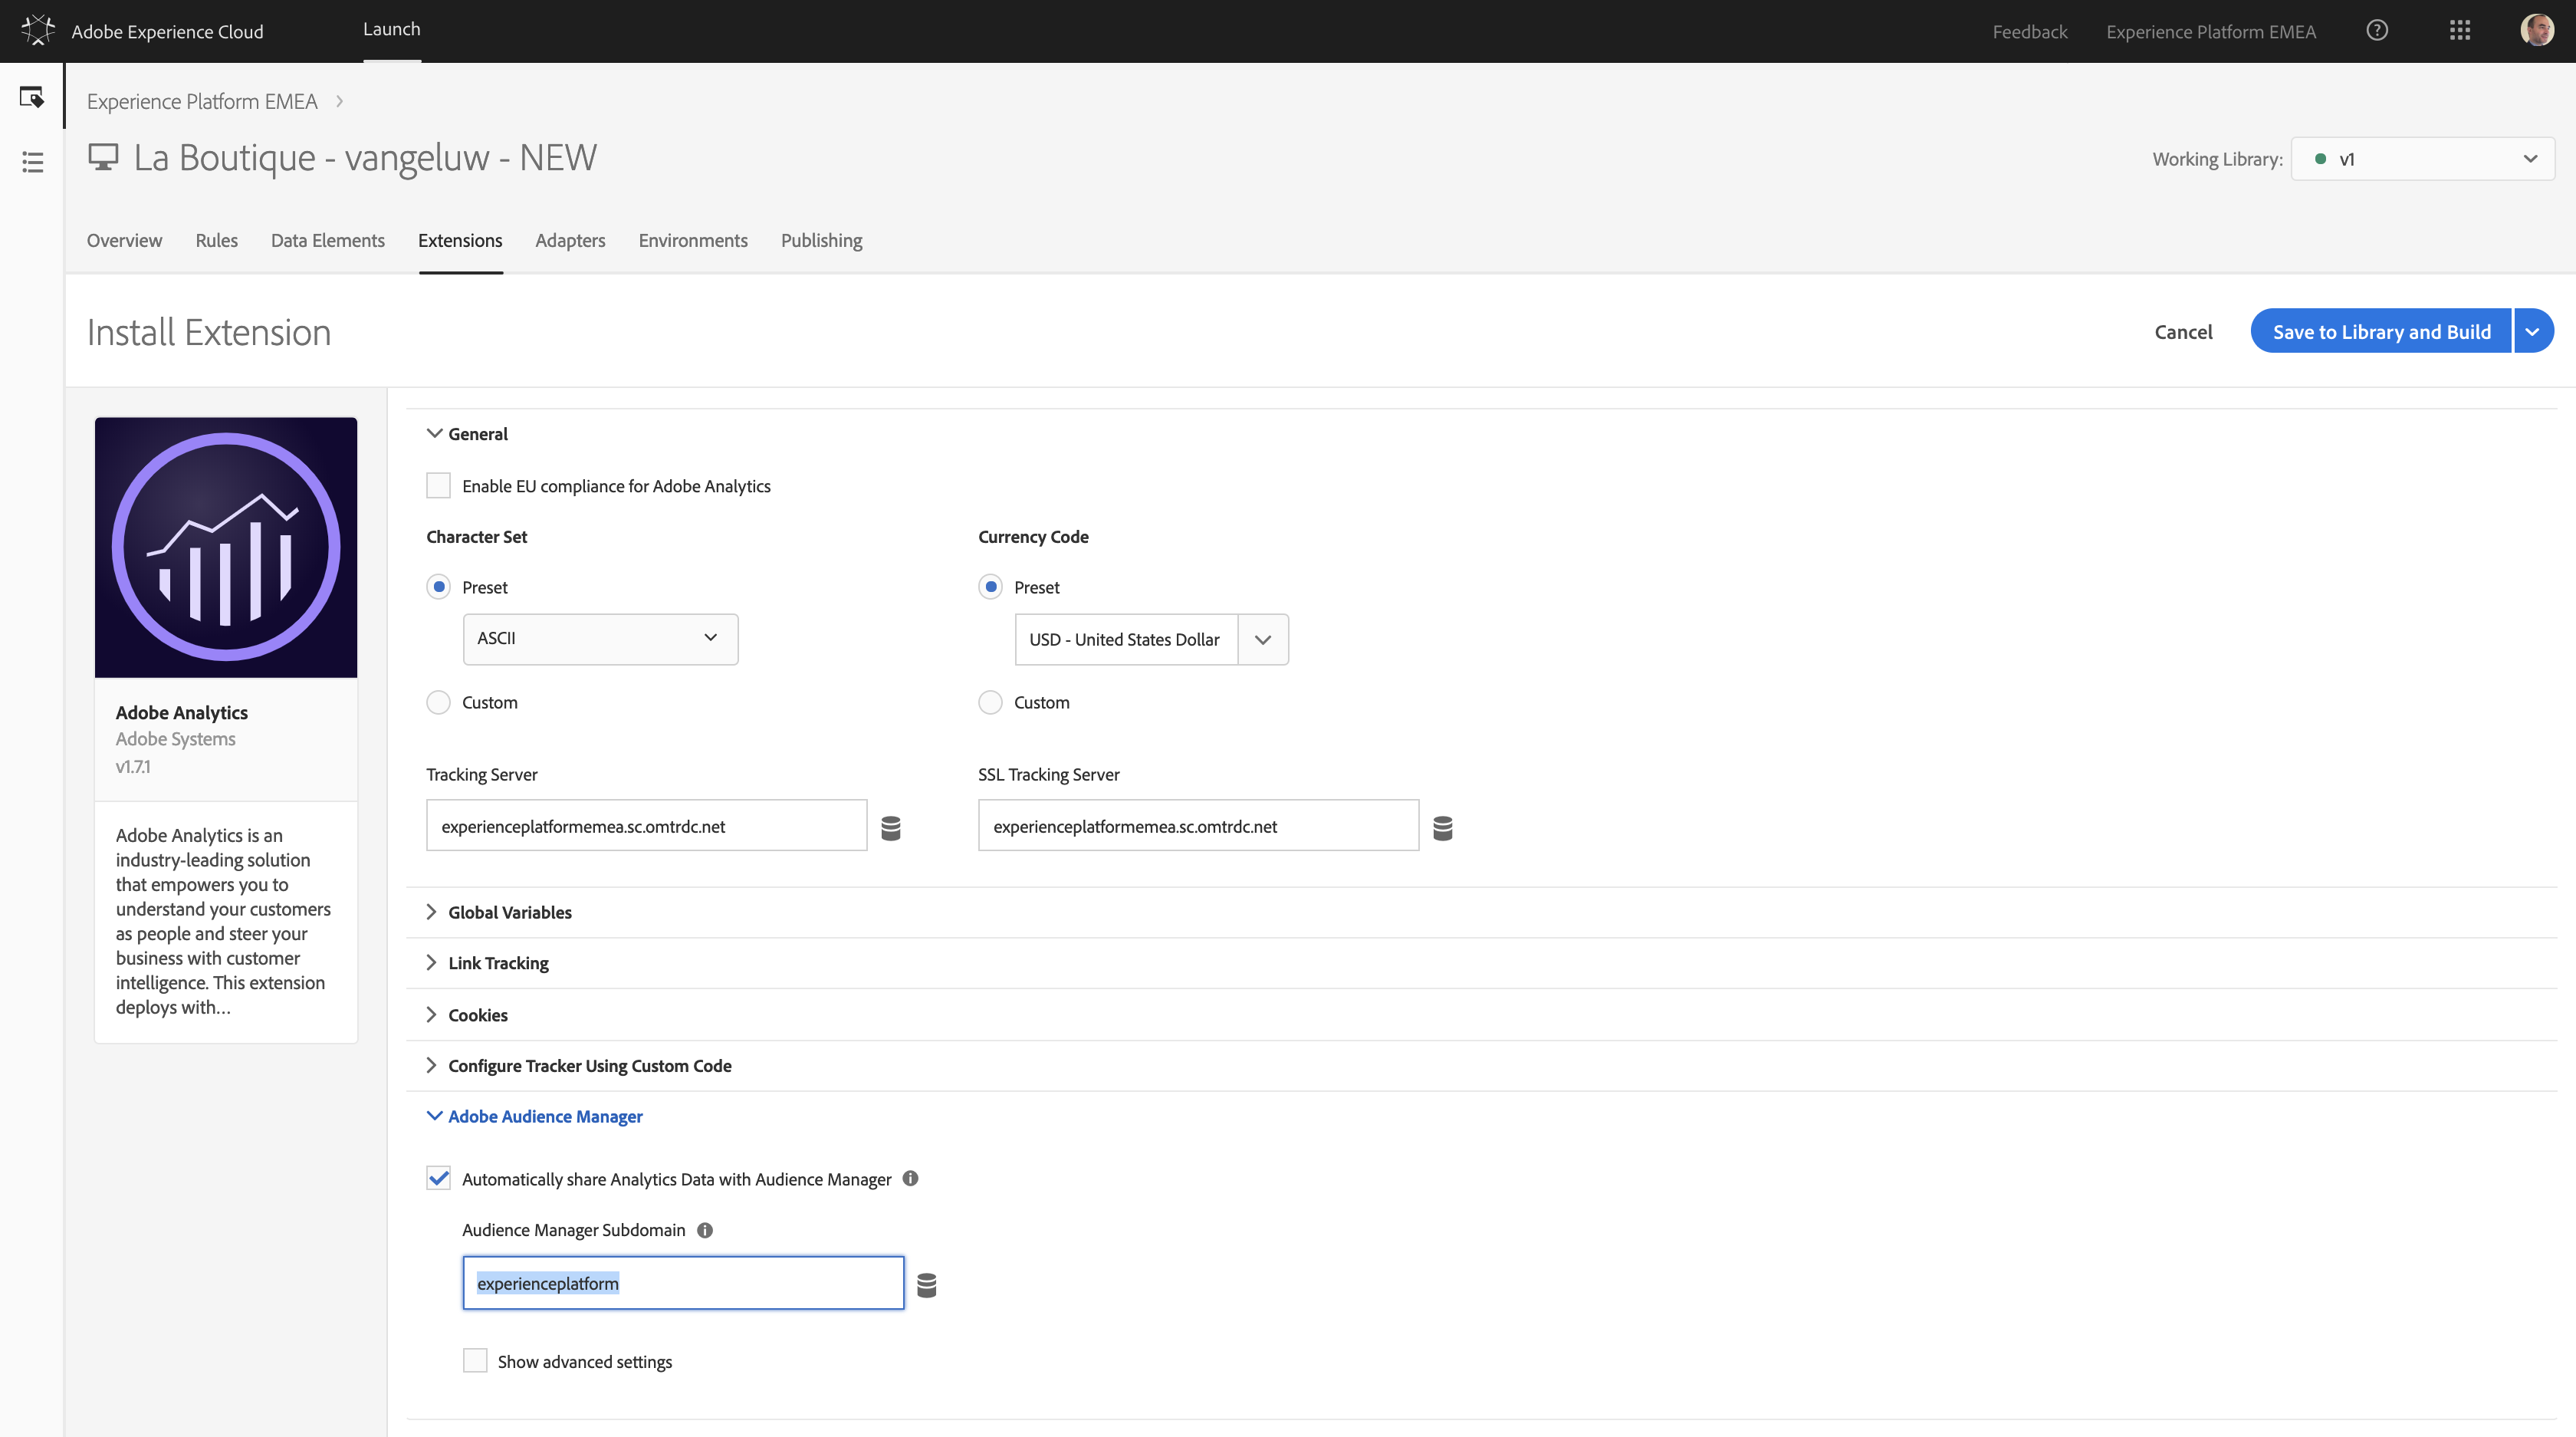 Adobe Experience Cloud
Launch
Feedback
Experience Platform EMEA
Experience Platform EMEA
La Boutique - vangeluw - NEW
Working Library:
v1
Overview
Rules
Data Elements
Extensions
Adapters
Environments
Publishing
Install Extension
Cancel
Save to Library and Build
Adobe Analytics
Adobe Systems
v1.7.1
Adobe Analytics is an
industry-leading solution
that empowers you to
understand your customers
as people and steer your
business with customer
intelligence. This extension
deploys with...
General
Enable EU compliance for Adobe Analytics
Character Set
Currency Code
Preset
Preset
ASCII
USD - United States Dollar
Custom
Custom
Tracking Server
SSL Tracking Server
experienceplatformemea.sc.omtrdc.net
experienceplatformemea.sc.omtrdc.net
Global Variables
Link Tracking
Cookies
Configure Tracker Using Custom Code
Adobe Audience Manager
Automatically share Analytics Data with Audience Manager
Audience Manager Subdomain
experienceplatform
Show advanced settings